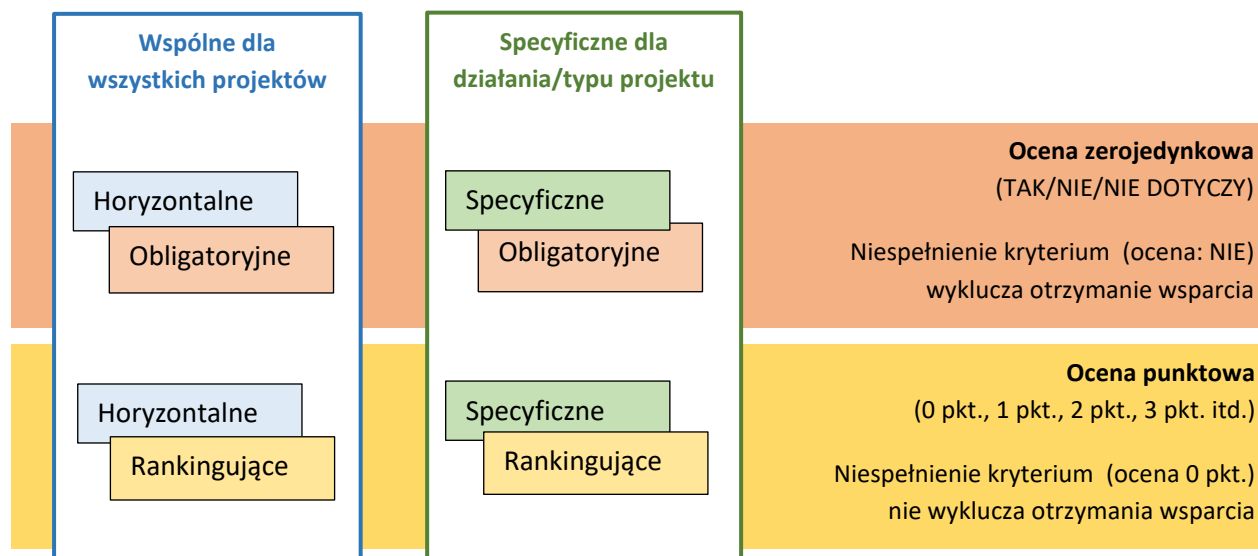 Wspólne dla
wszystkich projektów
Specyficzne dla
działania/typu projektu
Horyzontalne
Obligatoryjne
Specyficzne
Obligatoryjne
Ocena zerojedynkowa
(TAK/NIE/NIE DOTYCZY)
Niespełnienie kryterium (ocena: NIE)
wyklucza otrzymanie wsparcia
Horyzontalne
Rankingujące
Specyficzne
Rankingujące
Ocena punktowa
(0 pkt., 1 pkt., 2 pkt., 3 pkt. itd.)
Niespełnienie kryterium (ocena 0 pkt.)
nie wyklucza otrzymania wsparcia